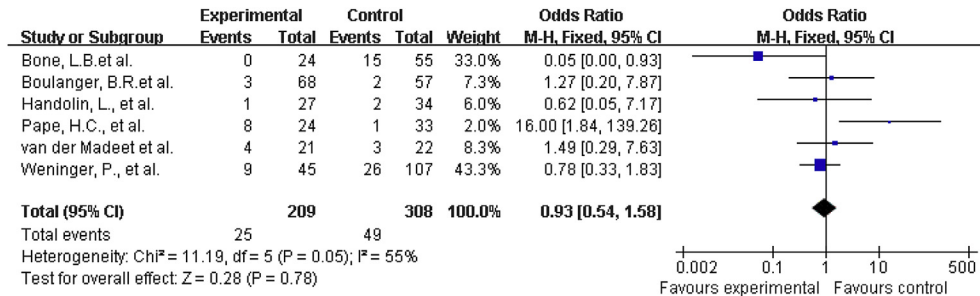 Experimental Control Odds Ratio Odds Ratio
Study or Subgroup Events Total Events Total Weight M-H, Fixed, 95% CI M-H, Fixed, 95% CI
Bone, L.B.et al. 0 24 15 55 33.0% 0.05 [0.00, 0.93]
Boulanger, B.R.et al. 3 68 2 57 7.3% 1.27 [0.20, 7.87]
Handolin, L., et al. 1 27 2 34 6.0% 0.62 [0.05, 7.17]
Pape, H.C., et al. 8 24 1 33 2.0% 16.00 [1.84, 139.26]
van der Madeet et al. 4 21 3 22 8.3% 1.49 [0.29, 7.63]
Weninger, P., et al. 9 45 26 107 43.3% 0.78 [0.33, 1.83]
Total (95% CI) 209 308 100.0% 0.93 [0.54, 1.58]
Total events 25 49
Heterogeneity: Chi² = 11.19, df = 5 (P = 0.05); I² = 55%
Test for overall effect: Z = 0.28 (P = 0.78)
0.002 0.1 1 10 500
Favours experimental Favours control